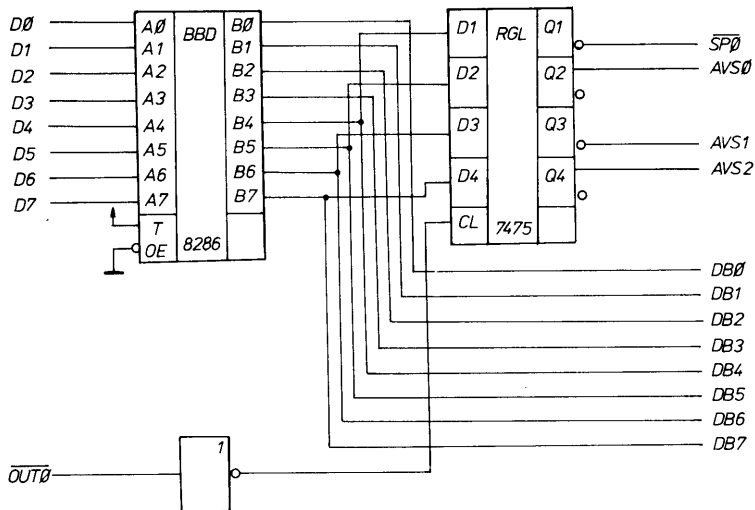 DØ
D1
D2
D3
D4
D5
D6
D7
AØ
A1
A2
A3
A4
A5
A6
A7
T
OE
BBD
8286
BØ
B1
B2
B3
B4
B5
B6
B7
D1
D2
D3
D4
CL
RGL
7475
Q1
Q2
Q3
Q4
SPØ
AVSØ
AVS1
AVS2
DBØ
DB1
DB2
DB3
DB4
DB5
DB6
DB7
OUTØ
1